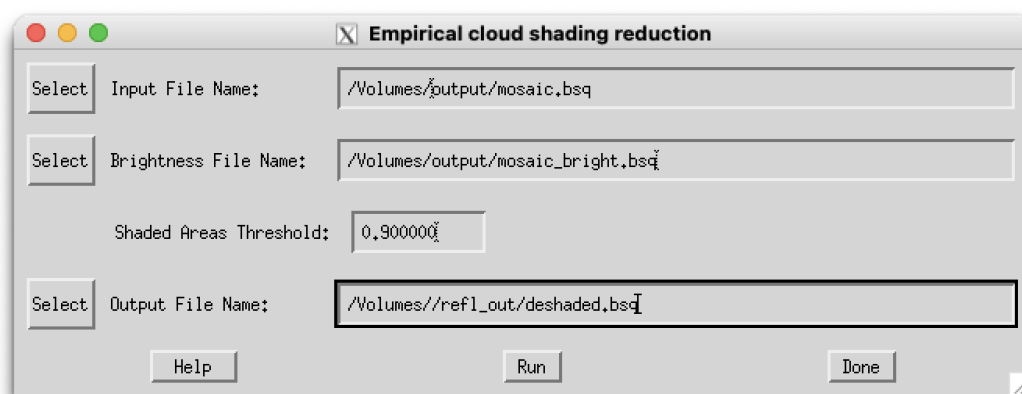 Empirical cloud shading reduction
Select Input File Name: /Volumes/output/mosaic.bsq
Select Brightness File Name: /Volumes/output/mosaic_bright.bsq
Shaded Areas Threshold: 0.900000
Select Output File Name: /Volumes//refl_out/deshaded.bsq
Help Run Done